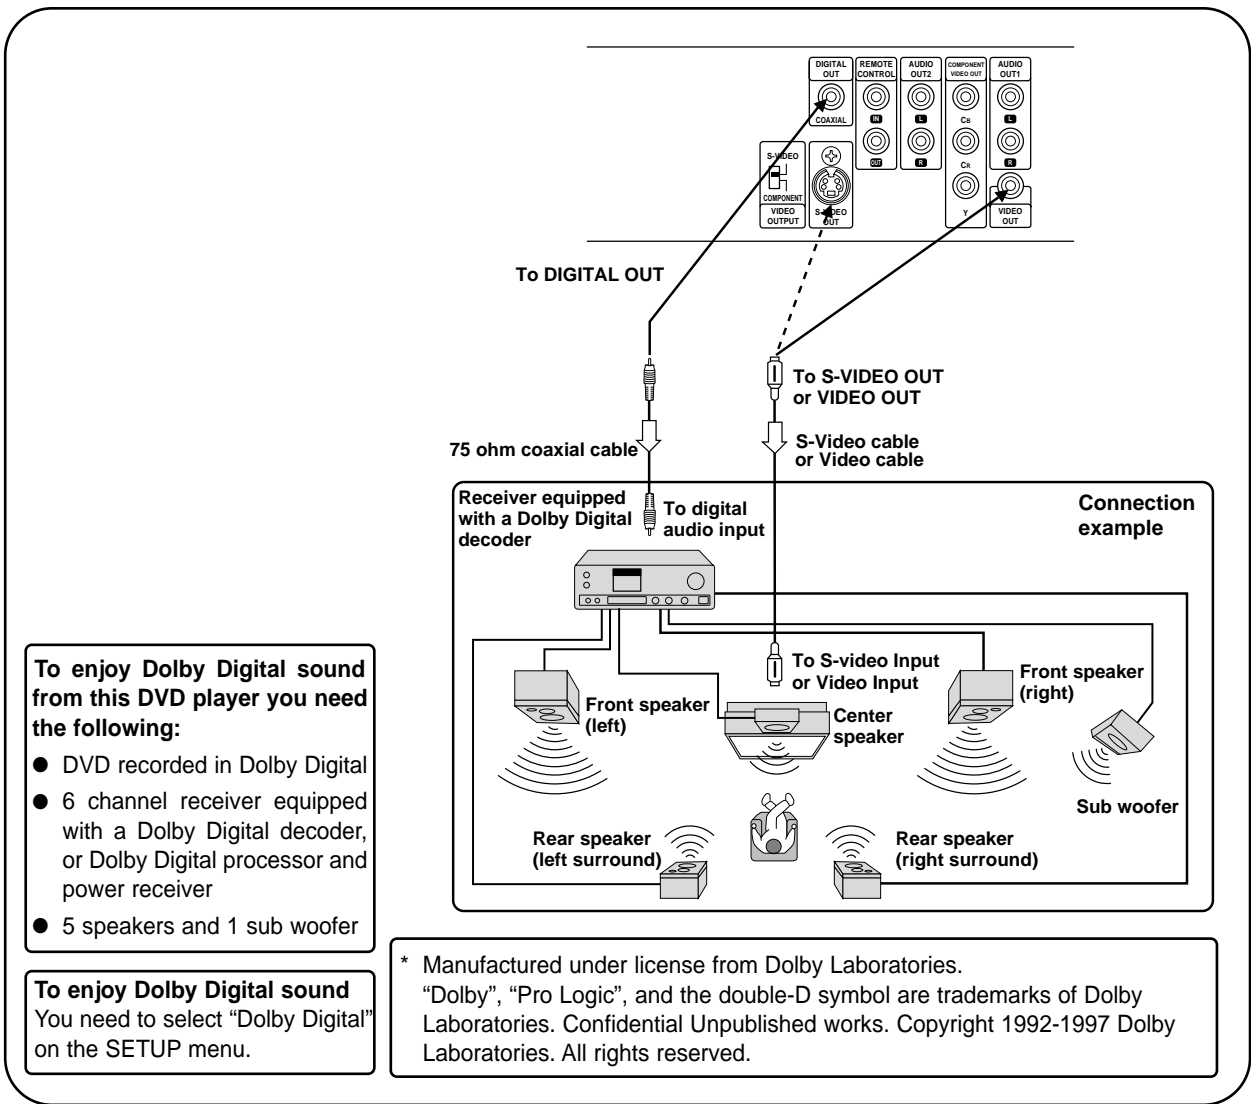 DIGITAL
OUT
COAXIAL
REMOTE
CONTROL
IN
OUT
AUDIO
OUT2
L
R
COMPONENT
VIDEO OUT
CB
CR
Y
AUDIO
OUT1
L
R
VIDEO
OUT
S-VIDEO
COMPONENT
VIDEO
OUTPUT
S-VIDEO
OUT
To DIGITAL OUT
To S-VIDEO OUT
or VIDEO OUT
75 ohm coaxial cable
S-Video cable
or Video cable
Receiver equipped
with a Dolby Digital
decoder
To digital
audio input
Connection
example
To S-video Input
or Video Input
Front speaker
(left)
Center
speaker
Front speaker
(right)
Sub woofer
Rear speaker
(left surround)
Rear speaker
(right surround)
To enjoy Dolby Digital sound
from this DVD player you need
the following:
● DVD recorded in Dolby Digital
● 6 channel receiver equipped
with a Dolby Digital decoder,
or Dolby Digital processor and
power receiver
● 5 speakers and 1 sub woofer
To enjoy Dolby Digital sound
You need to select “Dolby Digital”
on the SETUP menu.
* Manufactured under license from Dolby Laboratories.
“Dolby”, “Pro Logic”, and the double-D symbol are trademarks of Dolby
Laboratories. Confidential Unpublished works. Copyright 1992-1997 Dolby
Laboratories. All rights reserved.